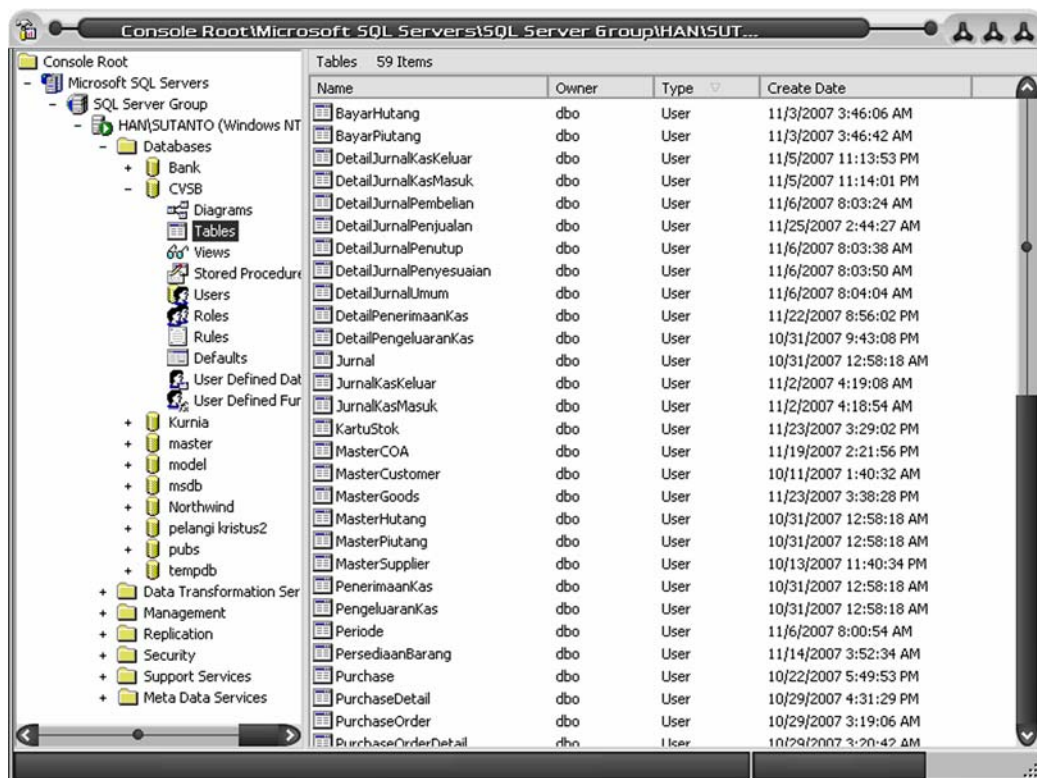 Console Root\Microsoft SQL Servers\SQL Server Group\HAN\SUT...
Console Root
Microsoft SQL Servers
SQL Server Group
HAN\SUTANTO (Windows NT
Databases
Bank
CVSB
Diagrams
Tables
Views
Stored Procedure
Users
Roles
Rules
Defaults
User Defined Dat
User Defined Fun
Kurnia
master
model
msdb
Northwind
pelangi kristus2
pubs
tempdb
Data Transformation Ser
Management
Replication
Security
Support Services
Meta Data Services
Tables 59 Items
Name Owner Type Create Date
BayarHutang dbo User 11/3/2007 3:46:06 AM
BayarPiutang dbo User 11/3/2007 3:46:42 AM
DetailJurnalKasKeluar dbo User 11/5/2007 11:13:53 PM
DetailJurnalKasMasuk dbo User 11/5/2007 11:14:01 PM
DetailJurnalPembelian dbo User 11/6/2007 8:03:24 AM
DetailJurnalPenjualan dbo User 11/25/2007 2:44:27 AM
DetailJurnalPenutup dbo User 11/6/2007 8:03:38 AM
DetailJurnalPenyesuaian dbo User 11/6/2007 8:03:50 AM
DetailJurnalUmum dbo User 11/6/2007 8:04:04 AM
DetailPenerimaanKas dbo User 11/22/2007 8:56:02 PM
DetailPengeluaranKas dbo User 10/31/2007 9:43:08 PM
Jurnal dbo User 10/31/2007 12:58:18 AM
JurnalKasKeluar dbo User 11/2/2007 4:19:08 AM
JurnalKasMasuk dbo User 11/2/2007 4:18:54 AM
KartuStok dbo User 11/23/2007 3:29:02 PM
MasterCOA dbo User 11/19/2007 2:21:56 PM
MasterCustomer dbo User 10/11/2007 1:40:32 AM
MasterGoods dbo User 11/23/2007 3:38:28 PM
MasterHutang dbo User 10/31/2007 12:58:18 AM
MasterPiutang dbo User 10/31/2007 12:58:18 AM
MasterSupplier dbo User 10/13/2007 11:40:34 PM
PenerimaanKas dbo User 10/31/2007 12:58:18 AM
PengeluaranKas dbo User 10/31/2007 12:58:18 AM
Periode dbo User 11/6/2007 8:00:54 AM
PersediaanBarang dbo User 11/14/2007 3:52:34 AM
Purchase dbo User 10/22/2007 5:49:53 PM
PurchaseDetail dbo User 10/29/2007 4:31:29 PM
PurchaseOrder dbo User 10/29/2007 3:19:06 AM
PurchaseOrderDetail dbo User 10/29/2007 3:20:42 AM